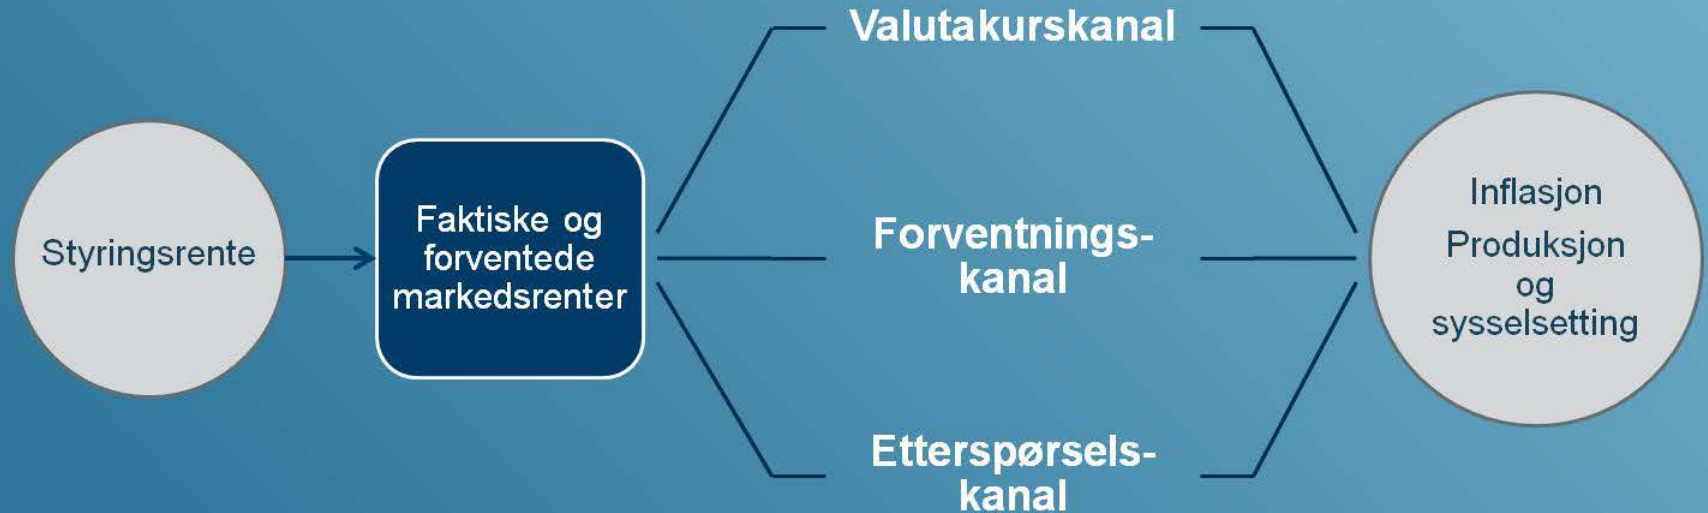 Styringsrente
Faktiske og
forventede
markedsrenter
Valutakurskanal
Forventnings-
kanal
Etterspørsels-
kanal
Inflasjon
Produksjon
og
sysselsetting